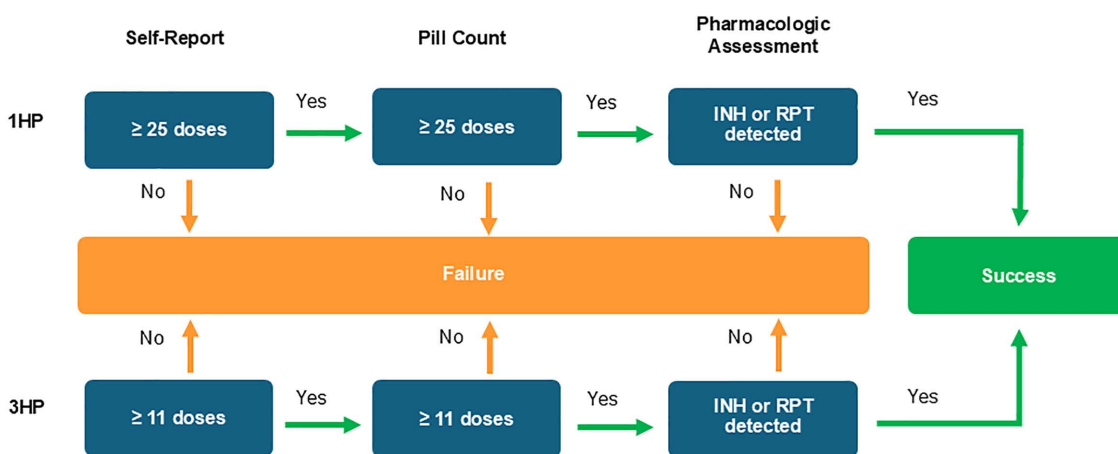 Self-Report
Pill Count
Pharmacologic
Assessment
1HP
≥ 25 doses
Yes
≥ 25 doses
Yes
INH or RPT
detected
Yes
No
No
No
Failure
Success
No
No
No
3HP
≥ 11 doses
Yes
≥ 11 doses
Yes
INH or RPT
detected
Yes